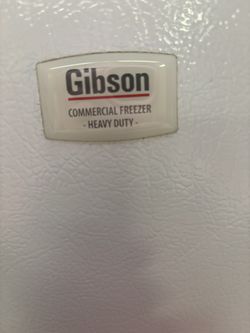 Gibson
COMMERCIAL FREEZER
- HEAVY DUTY -